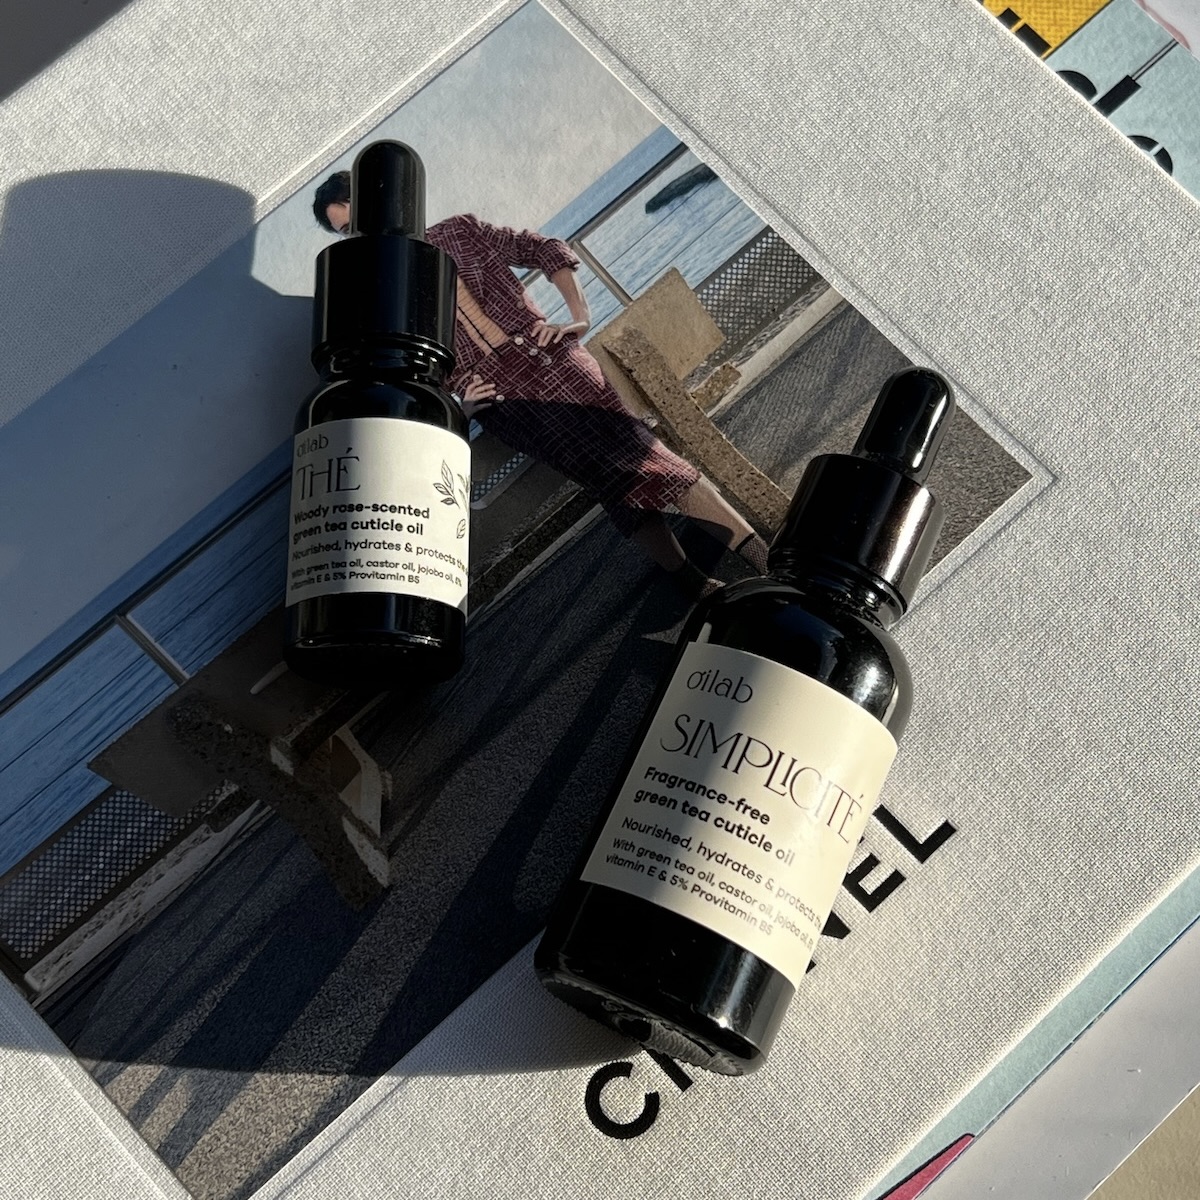 oilab
THÉ
Woody rose-scented
green tea cuticle oil
Nourished, hydrates & protects the
With green tea oil, castor oil, jojoba oil,
vitamin E & 5% Provitamin B5
oilab
SIMPLICITÉ
Fragrance-free
green tea cuticle oil
Nourished, hydrates & protects the
With green tea oil, castor oil, jojoba oil,
vitamin E & 5% Provitamin B5